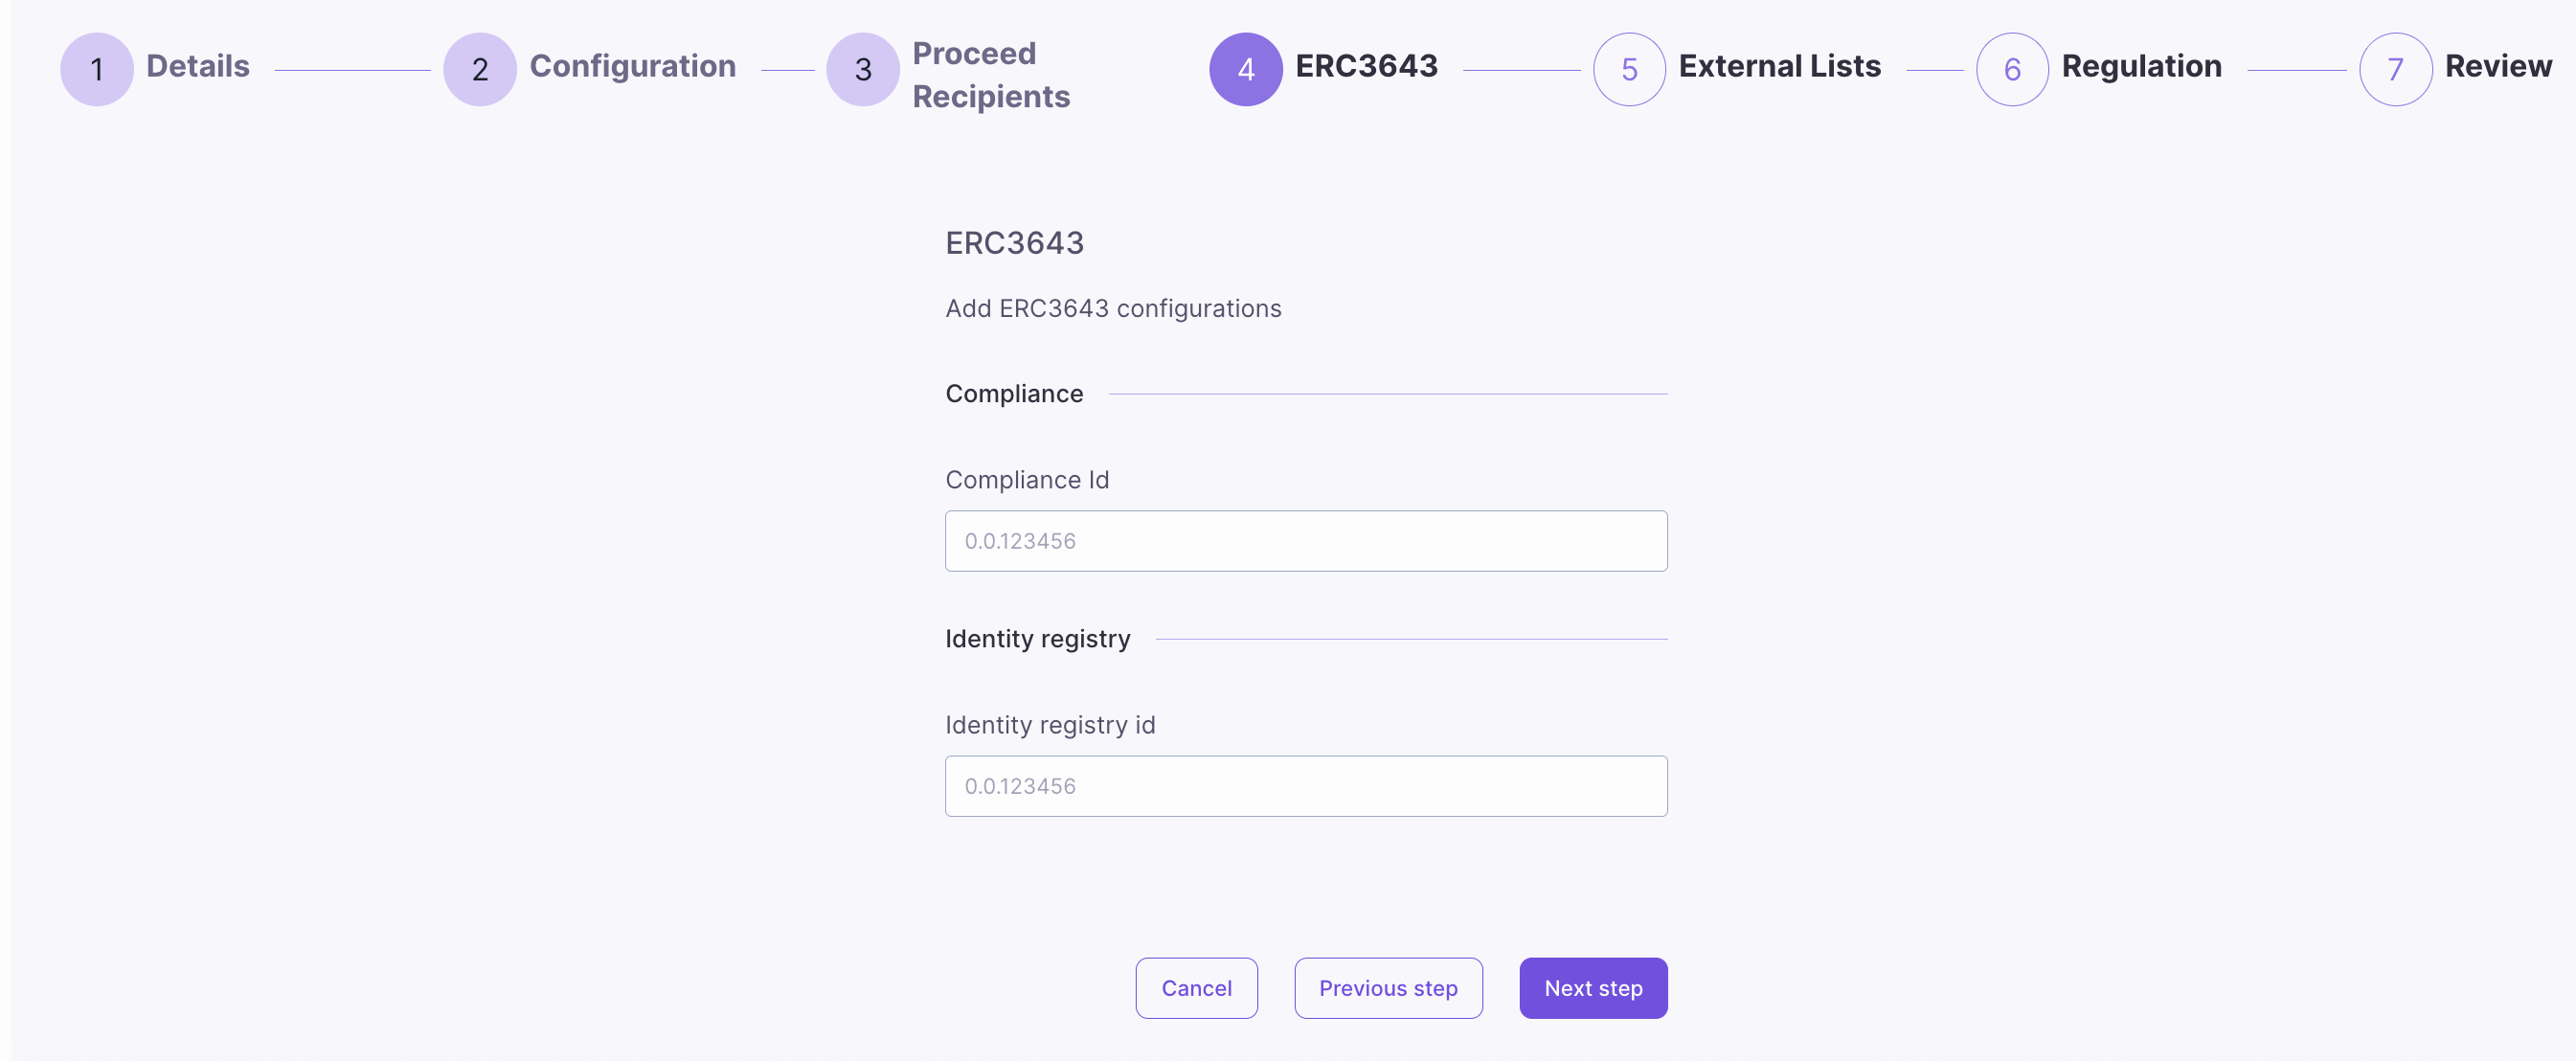 1 Details
2 Configuration
3 Proceed
Recipients
4 ERC3643
5 External Lists
6 Regulation
7 Review
ERC3643
Add ERC3643 configurations
Compliance
Compliance Id
0.0.123456
Identity registry
Identity registry id
0.0.123456
Cancel
Previous step
Next step